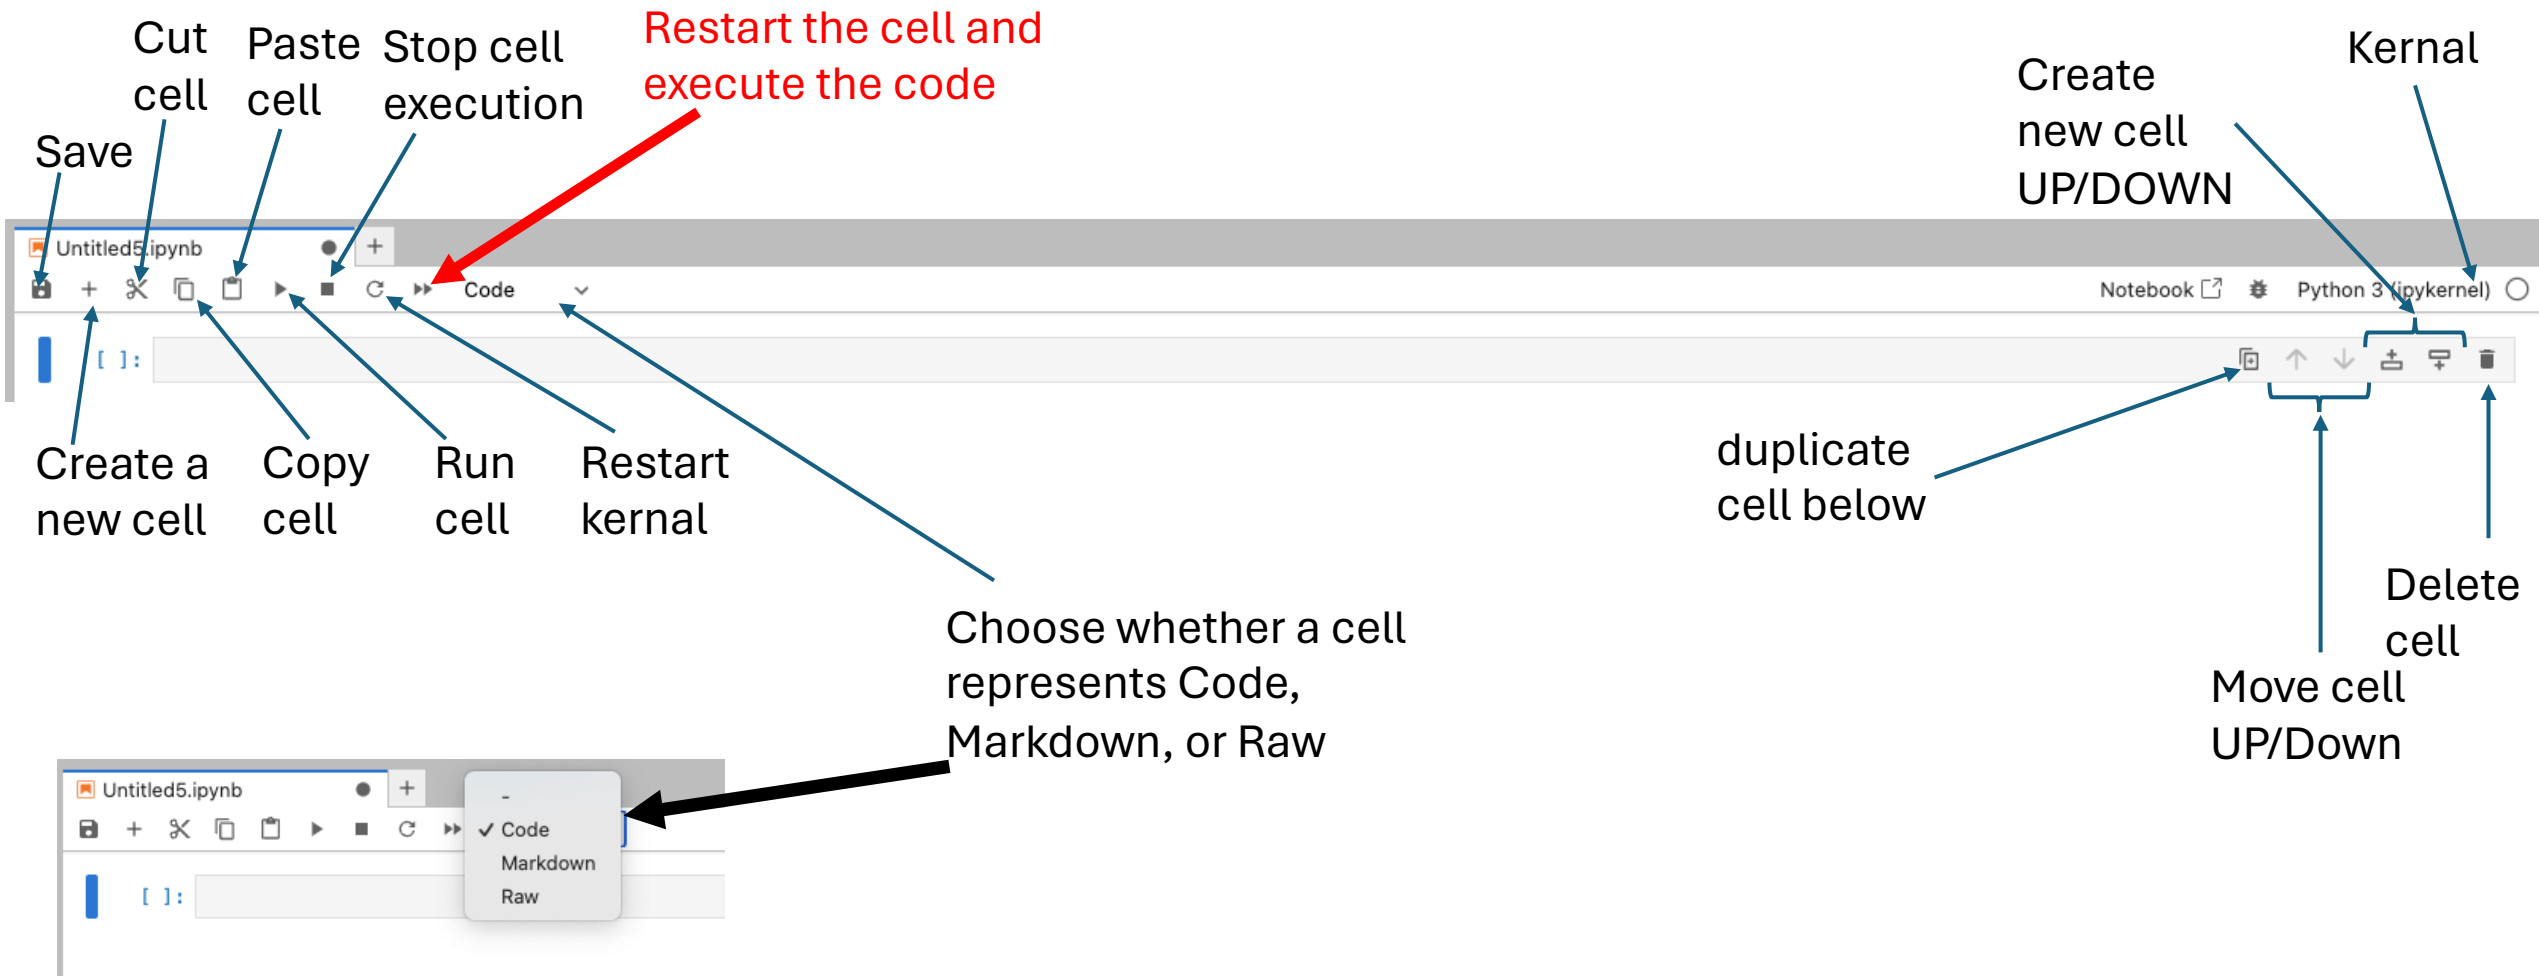 Cut
cell
Paste
cell
Stop cell
execution
Restart the cell and
execute the code
Save
Create
new cell
UP/DOWN
Kernal
Untitled5.ipynb
+
+
Code
Notebook
Python 3 (ipykernel)
[ ]:
Create a
new cell
Copy
cell
Run
cell
Restart
kernal
duplicate
cell below
Delete
cell
Move cell
UP/Down
Choose whether a cell
represents Code,
Markdown, or Raw
Untitled5.ipynb
+
+
-
✓ Code
Markdown
Raw
[ ]: